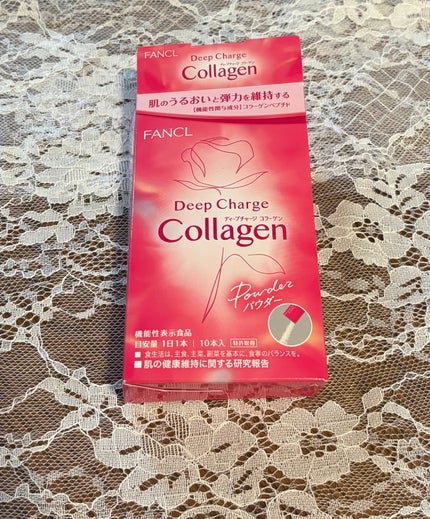 FANCL
Deep Charge
ディープチャージ コラーゲン
Collagen
肌のうるおいと弾力を維持する
【機能性関与成分】コラーゲンペプチド
FANCL
Deep Charge
ディープチャージ コラーゲン
Collagen
Powder
パウダー
機能性表示食品
目安量 1日1本 | 10本入 特許取得
■ 食生活は、主食、主菜、副菜を基本に、食事のバランスを。
■ 肌の健康維持に関する研究報告